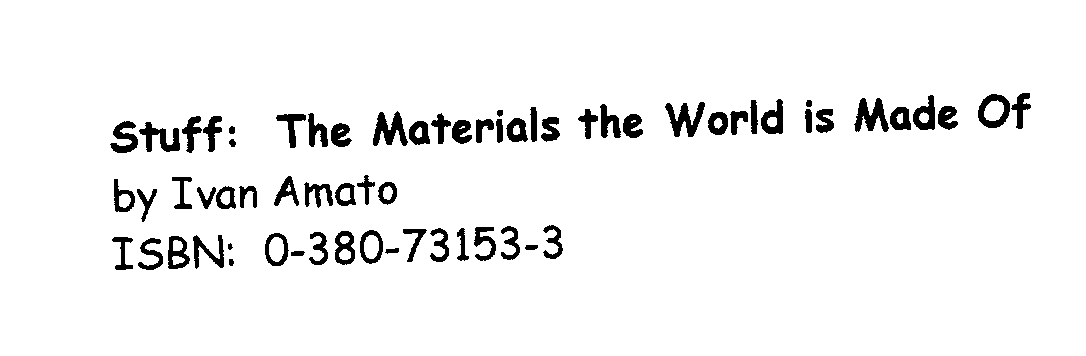 Stuff: The Materials the World is Made Of
by Ivan Amato
ISBN: 0-380-73153-3